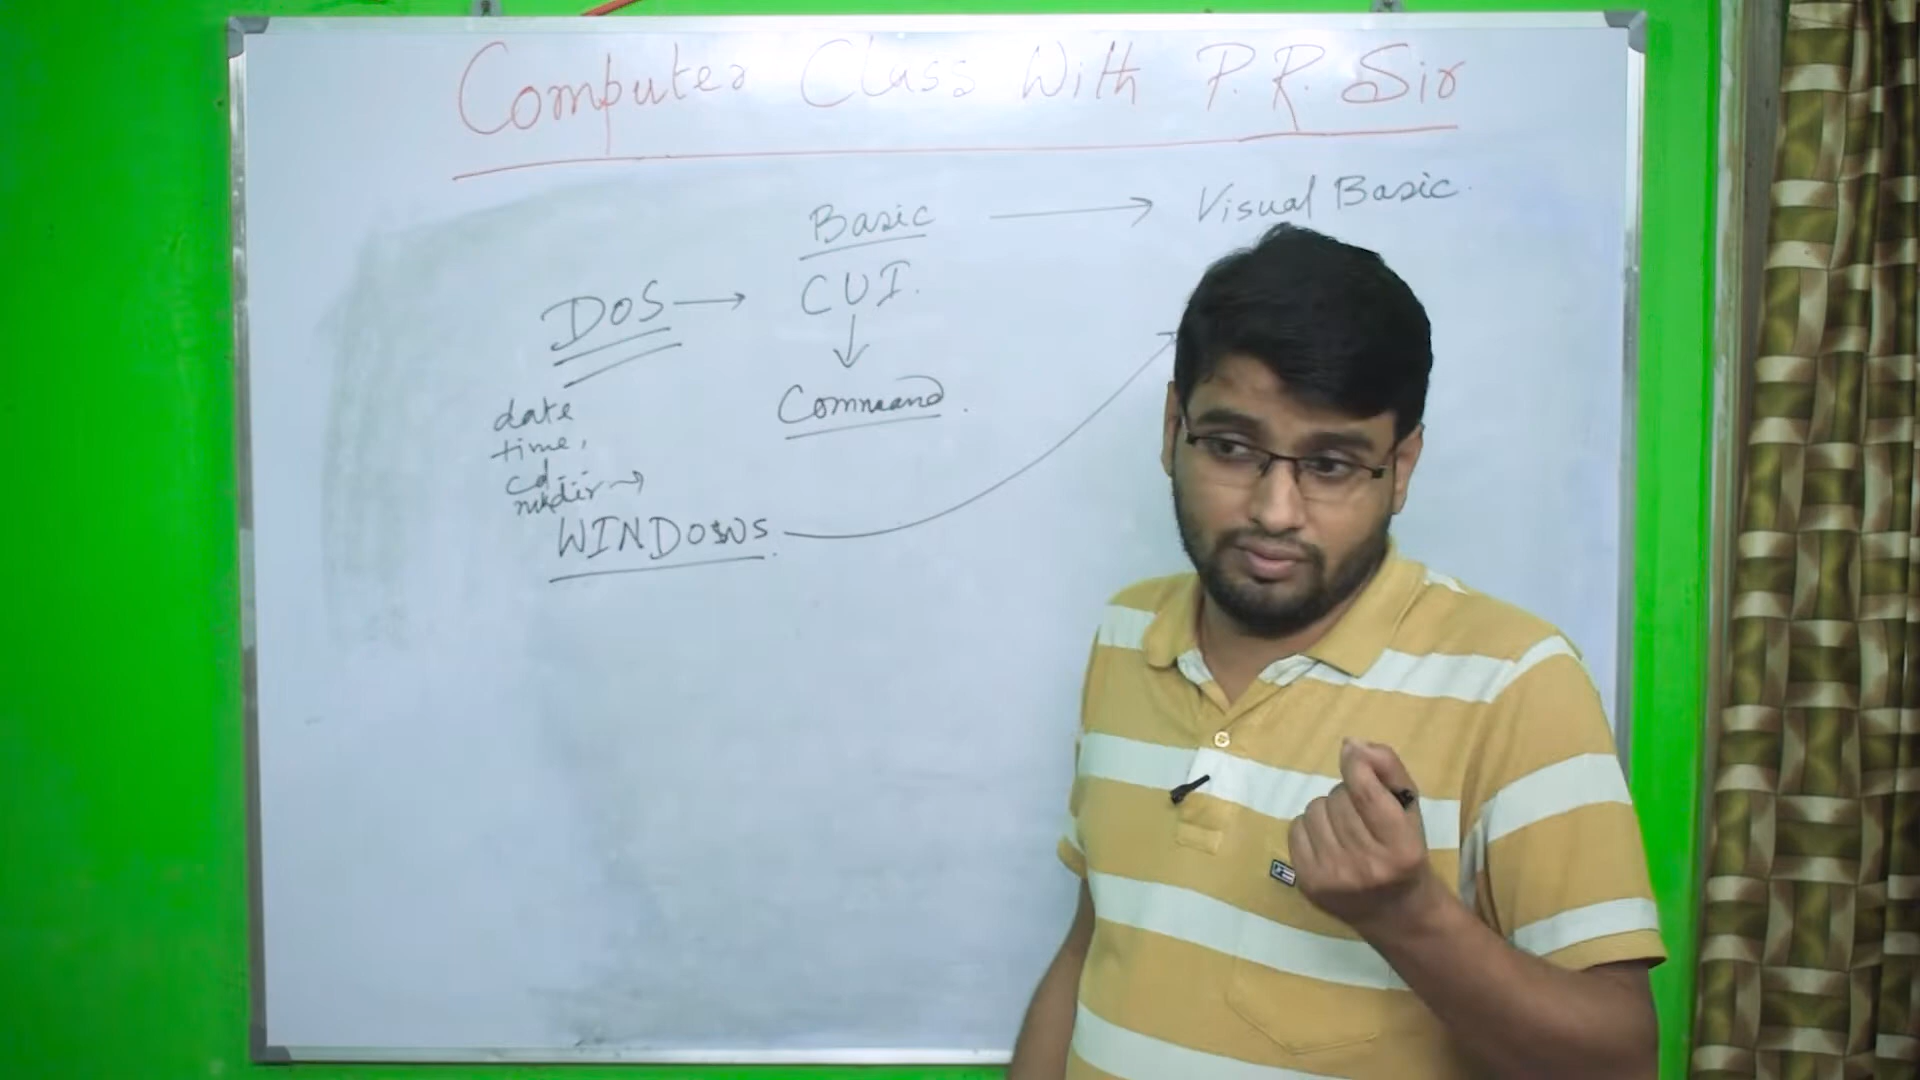 Computer Class With P.R. Sir
Basic → Visual Basic.
DOS → CUI.
↓
Command.
date
time,
cd
mkdir →
WINDOWS.